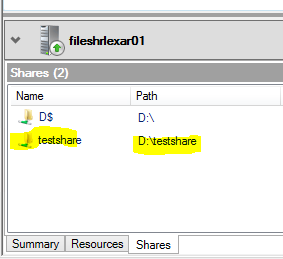 fileshrlexar01
Shares (2)
Name Path
D$ D:\
testshare D:\testshare
Summary Resources Shares